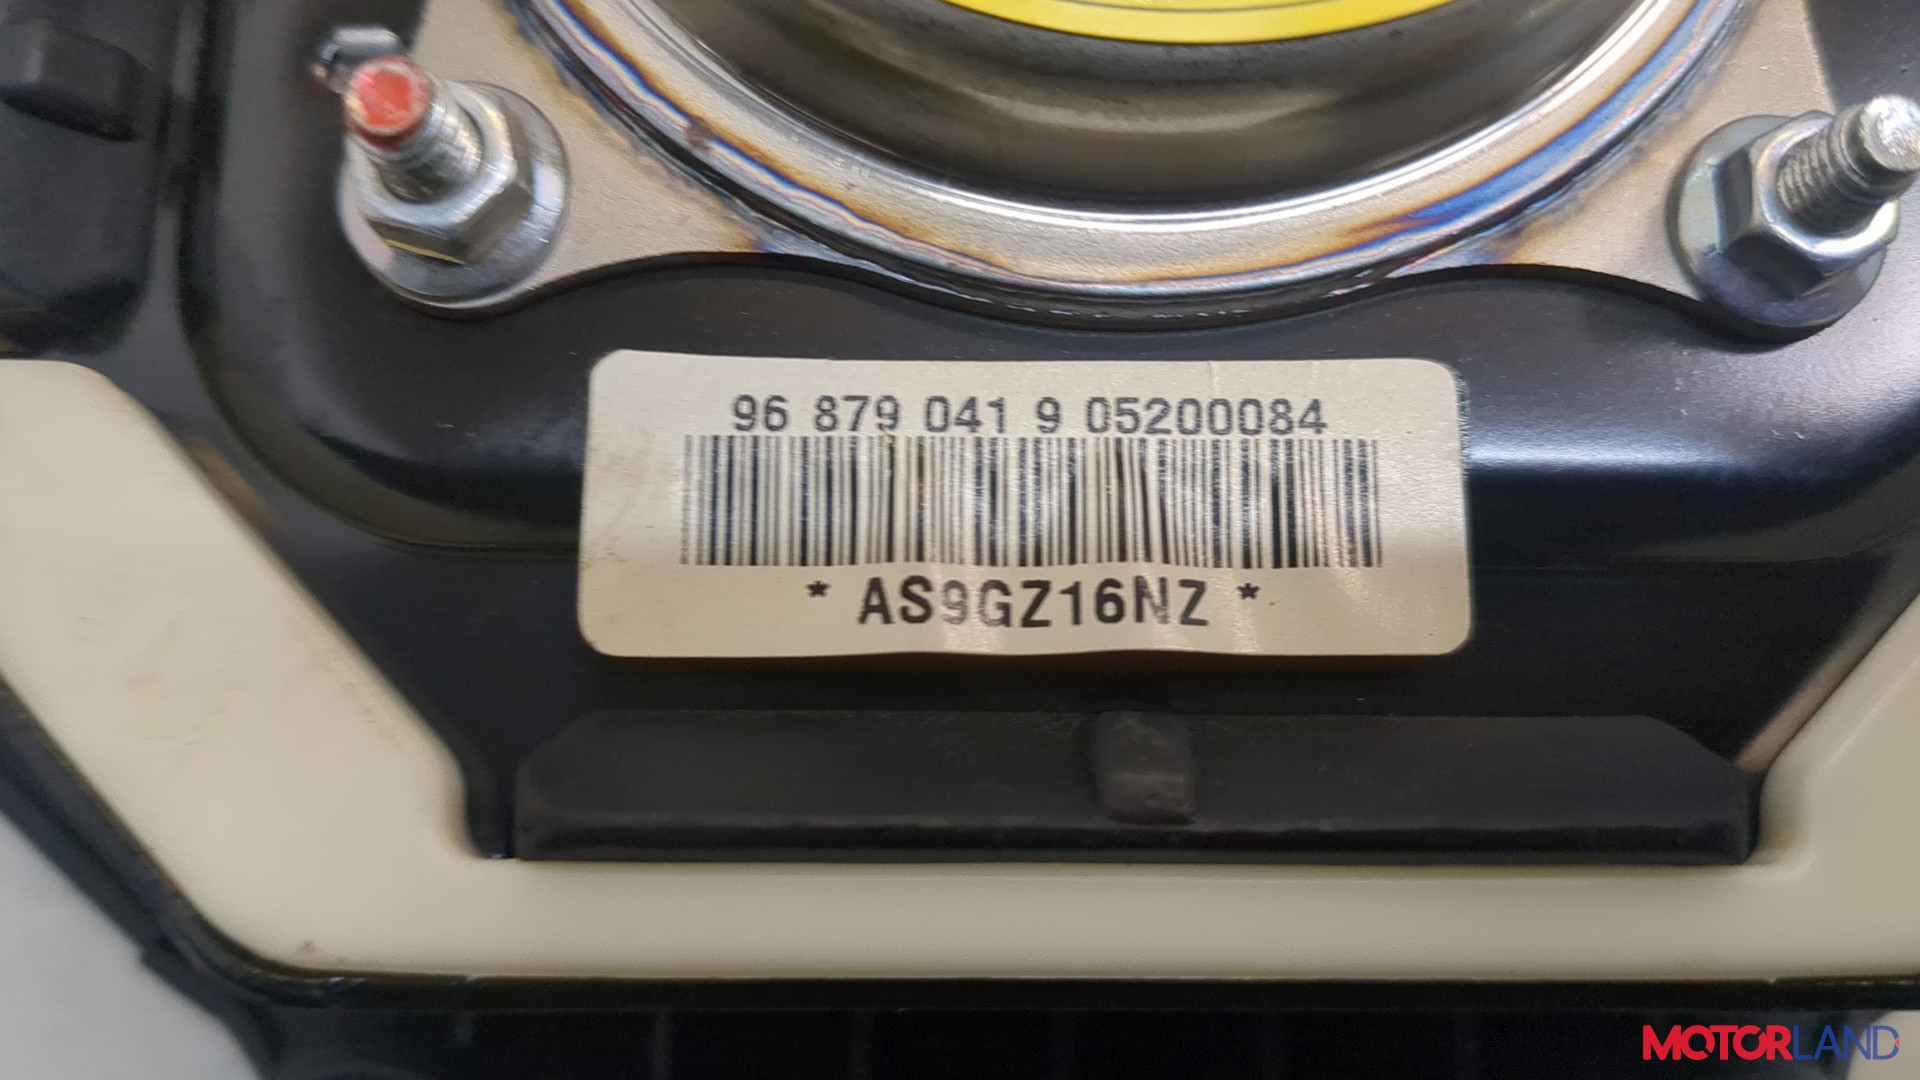 96 879 041 9 05200084
* AS9GZ16NZ *
MOTORLAND